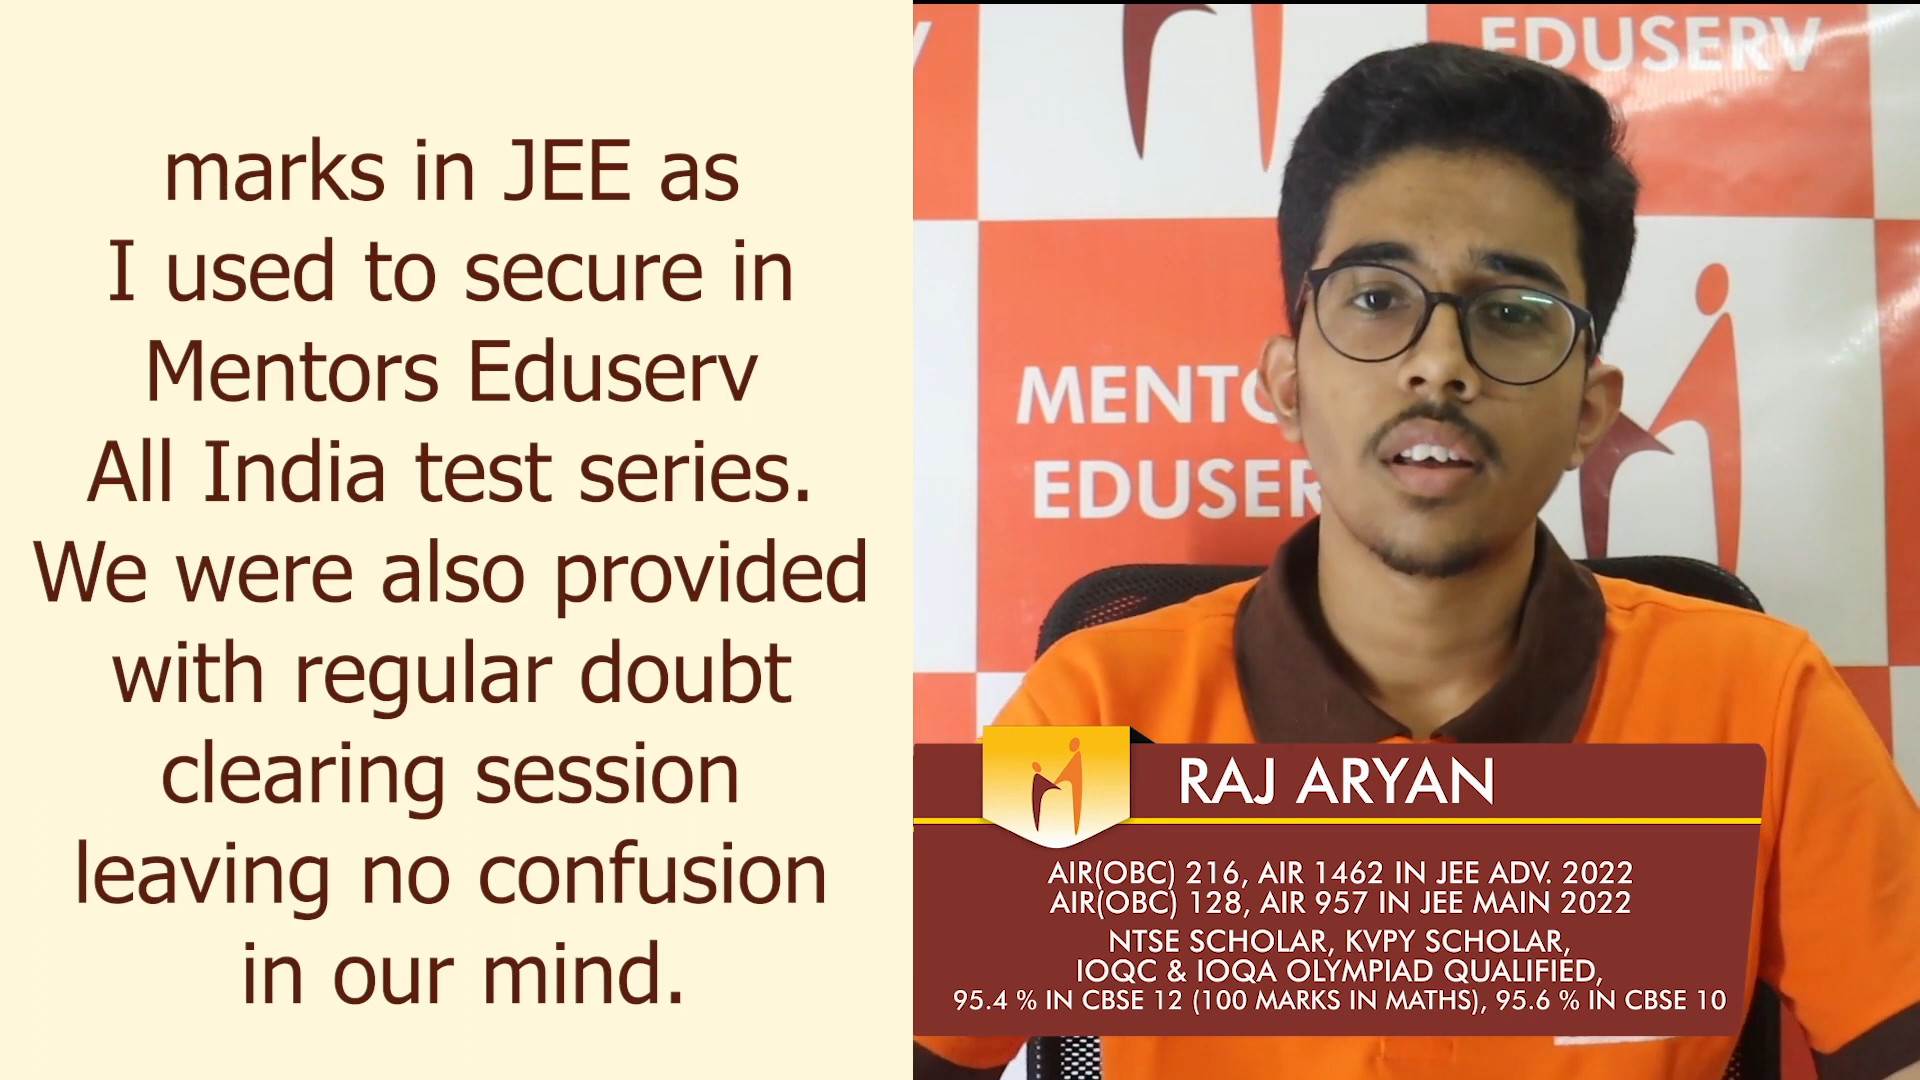 marks in JEE as
I used to secure in
Mentors Eduserv
All India test series.
We were also provided
with regular doubt
clearing session
leaving no confusion
in our mind.
EDUSERV
MENTO
EDUSER
RAJ ARYAN
AIR(OBC) 216, AIR 1462 IN JEE ADV. 2022
AIR(OBC) 128, AIR 957 IN JEE MAIN 2022
NTSE SCHOLAR, KVPY SCHOLAR,
IOQC & IOQA OLYMPIAD QUALIFIED,
95.4 % IN CBSE 12 (100 MARKS IN MATHS), 95.6 % IN CBSE 10